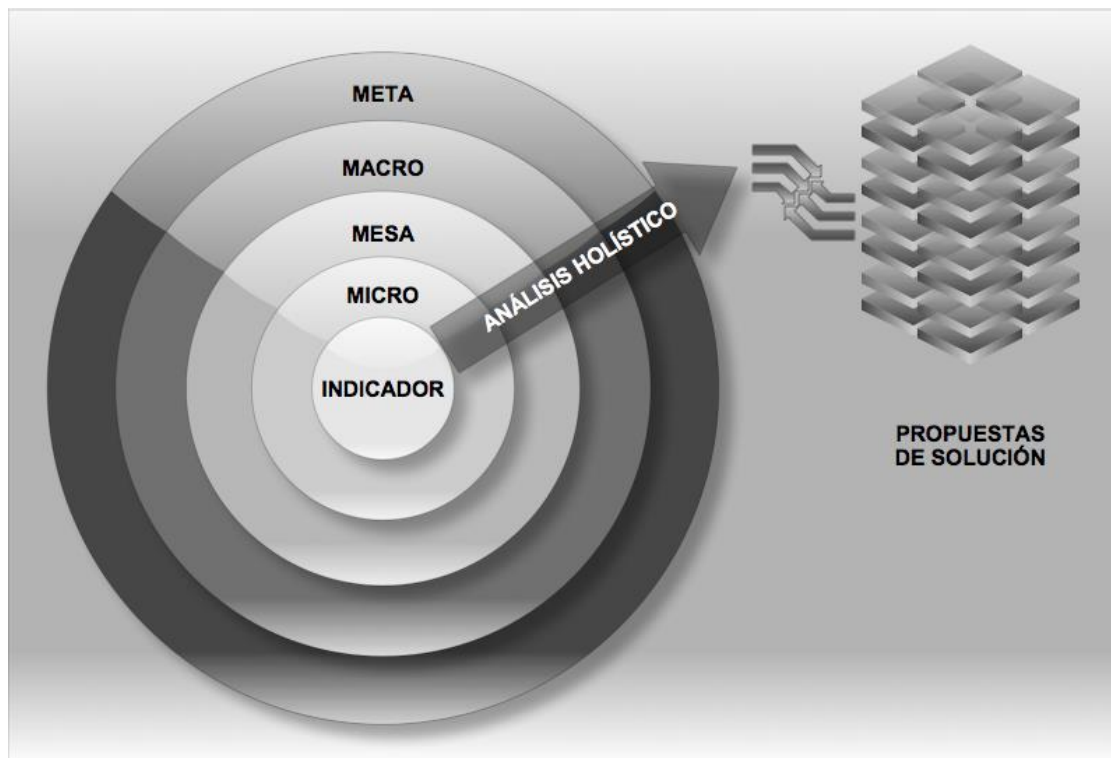 META
MACRO
MESA
MICRO
INDICADOR
ANÁLISIS HOLÍSTICO
PROPUESTAS
DE SOLUCIÓN